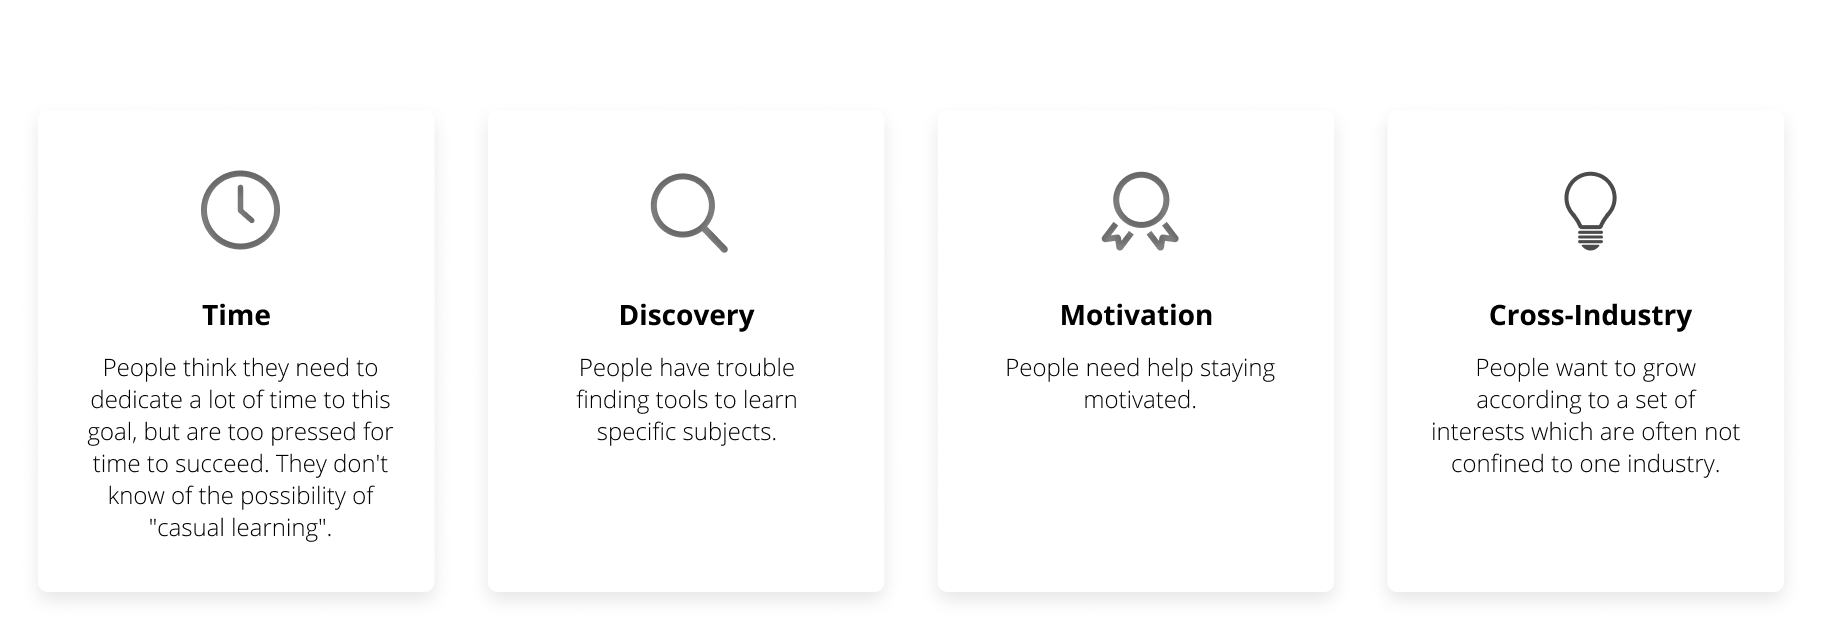 Time
People think they need to
dedicate a lot of time to this
goal, but are too pressed for
time to succeed. They don't
know of the possibility of
"casual learning".
Discovery
People have trouble
finding tools to learn
specific subjects.
Motivation
People need help staying
motivated.
Cross-Industry
People want to grow
according to a set of
interests which are often not
confined to one industry.